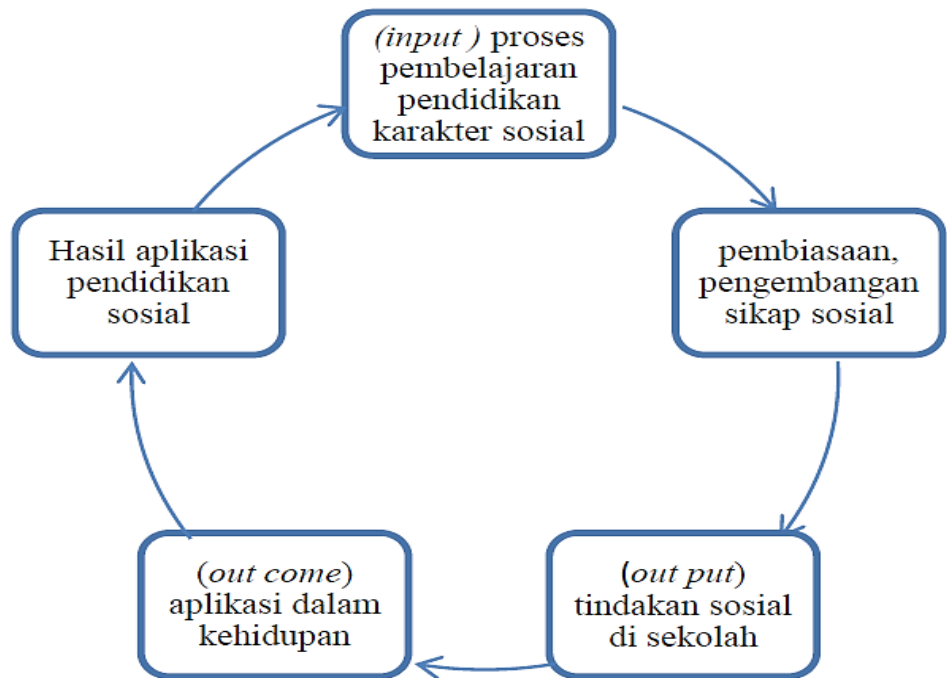 (input ) proses
pembelajaran
pendidikan
karakter sosial
pembiasaan,
pengembangan
sikap sosial
(out put)
tindakan sosial
di sekolah
(out come)
aplikasi dalam
kehidupan
Hasil aplikasi
pendidikan
sosial